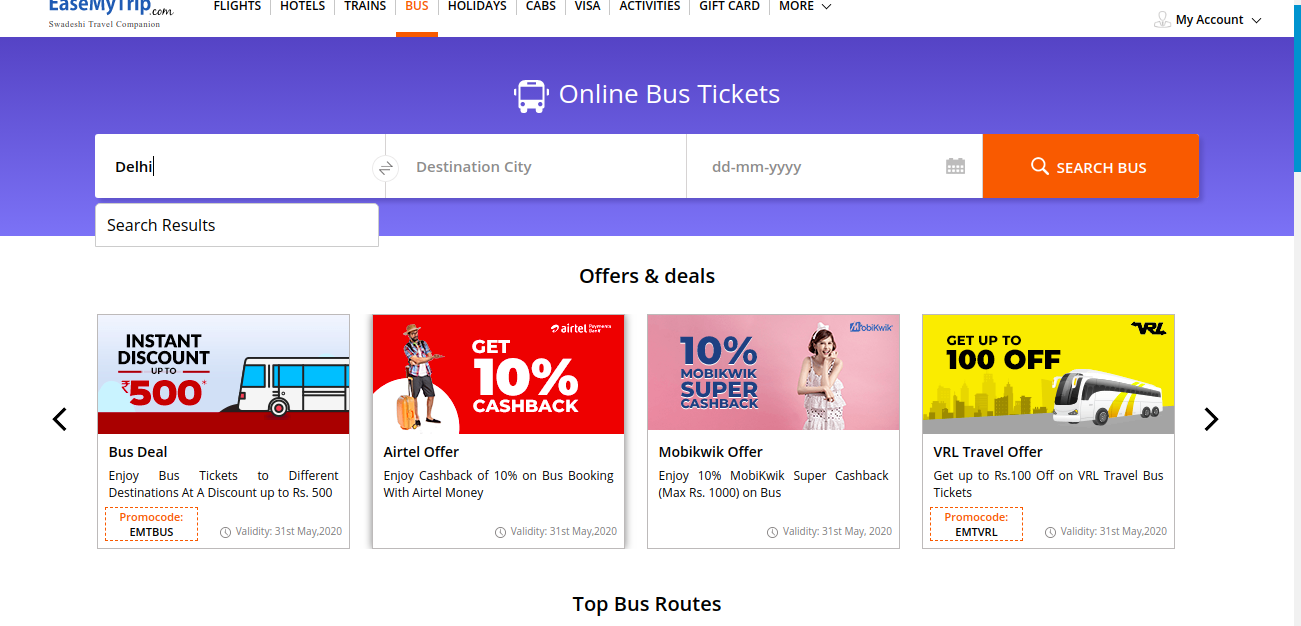 EaseMyTrip.com
Swadeshi Travel Companion
FLIGHTS HOTELS TRAINS BUS HOLIDAYS CABS VISA ACTIVITIES GIFT CARD MORE
My Account
Online Bus Tickets
Delhi
Destination City
dd-mm-yyyy
SEARCH BUS
Search Results
Offers & deals
INSTANT
DISCOUNT
UP TO
₹500*
Bus Deal
Enjoy Bus Tickets to Different
Destinations At A Discount up to Rs. 500
Promocode:
EMTBUS
Validity: 31st May,2020
airtel Payments Bank
GET
10%
CASHBACK
Airtel Offer
Enjoy Cashback of 10% on Bus Booking
With Airtel Money
Validity: 31st May,2020
MobiKwik
10%
MOBIKWIK
SUPER
CASHBACK
Mobikwik Offer
Enjoy 10% MobiKwik Super Cashback
(Max Rs. 1000) on Bus
Validity: 31st May, 2020
VRL
GET UP TO
100 OFF
VRL Travel Offer
Get up to Rs.100 Off on VRL Travel Bus
Tickets
Promocode:
EMTVRL
Validity: 31st May,2020
Top Bus Routes